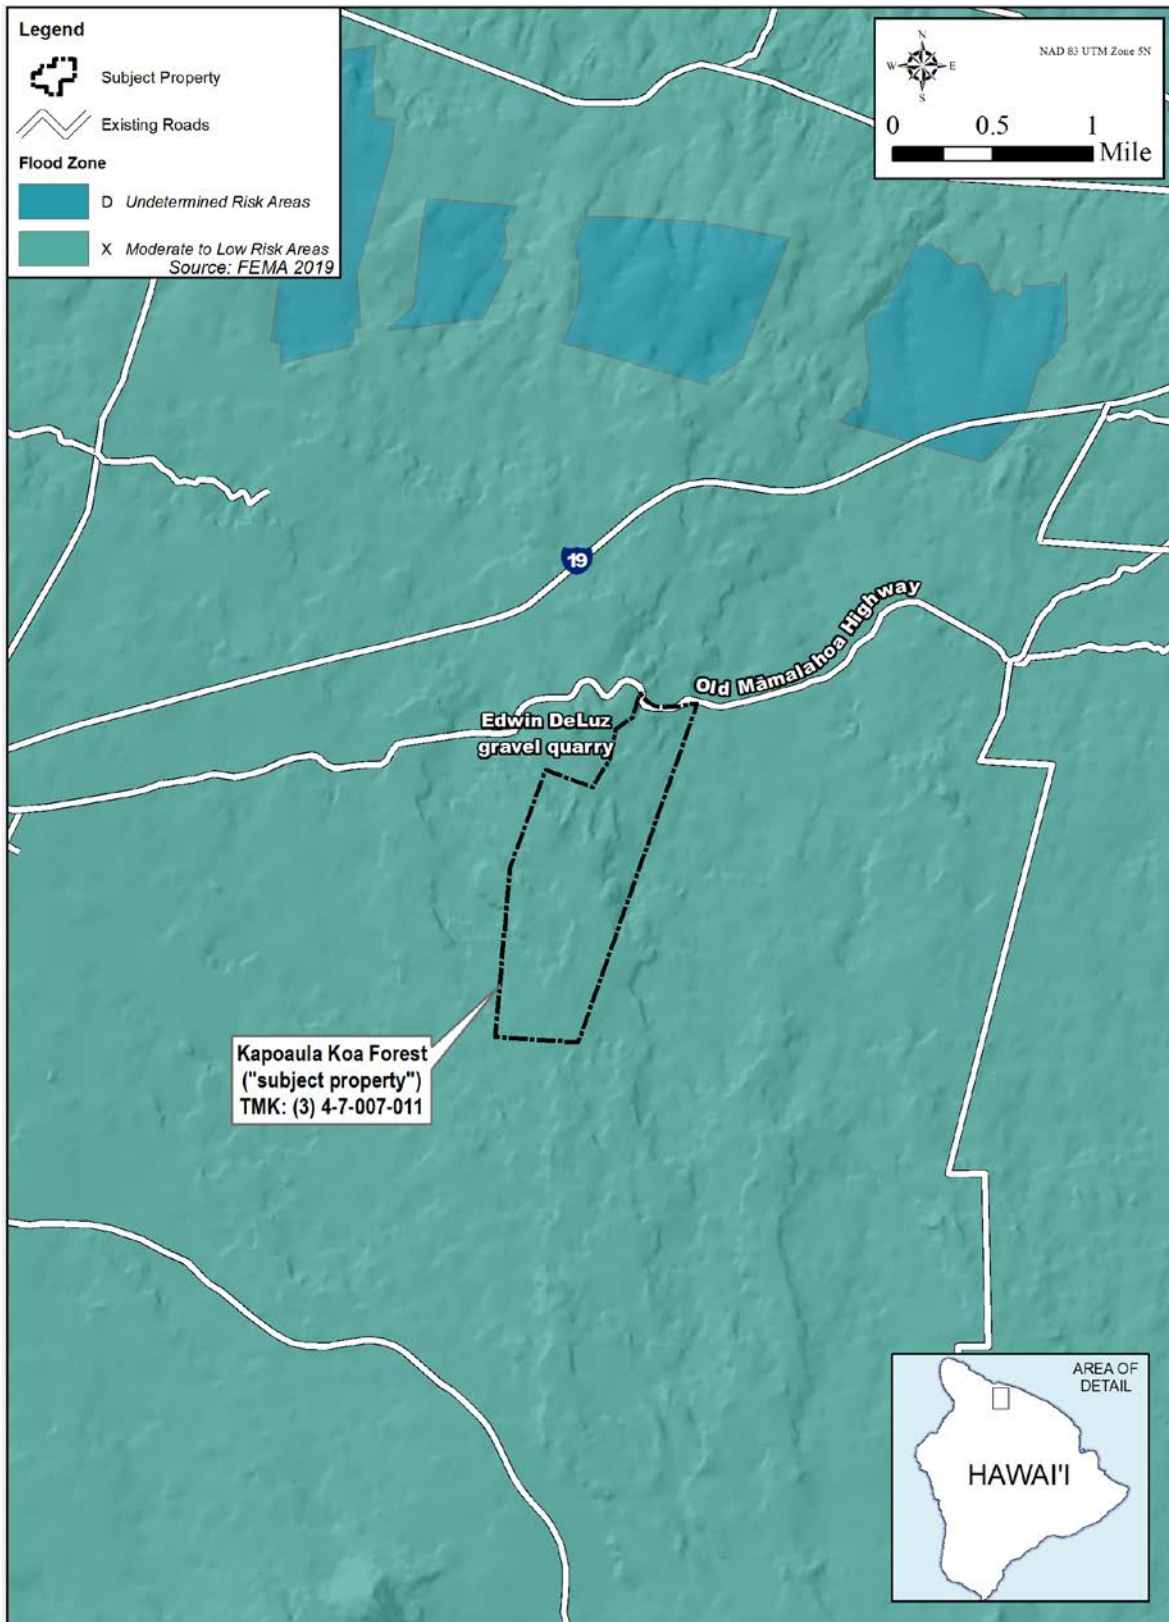 Legend
Subject Property
Existing Roads
Flood Zone
D Undetermined Risk Areas
X Moderate to Low Risk Areas
Source: FEMA 2019
N
W E
S
NAD 83 UTM Zone 5N
0 0.5 1
Mile
19
Old Māmalahoa Highway
Edwin DeLuz
gravel quarry
Kapoaula Koa Forest
("subject property")
TMK: (3) 4-7-007-011
AREA OF
DETAIL
HAWAI'I